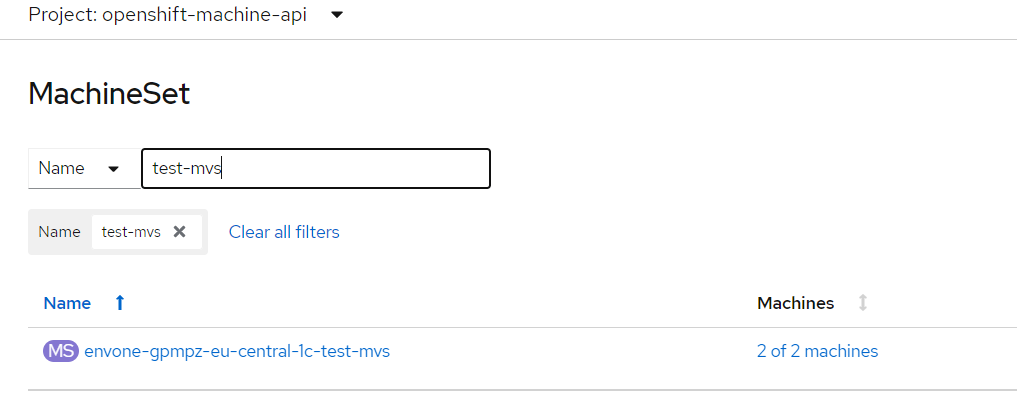 Project: openshift-machine-api
MachineSet
Name test-mvs
Name test-mvs Clear all filters
Name Machines
MS envone-gpmpz-eu-central-1c-test-mvs 2 of 2 machines